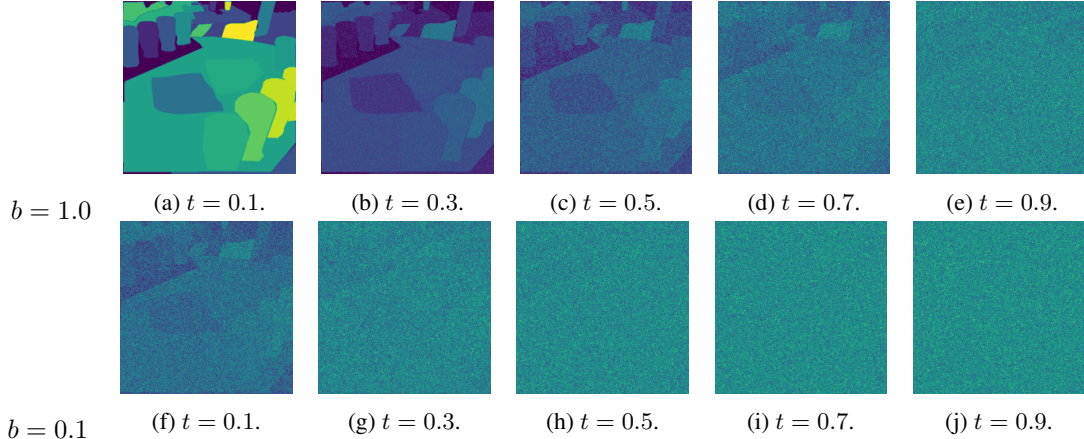 b = 1.0
(a) t = 0.1.
(b) t = 0.3.
(c) t = 0.5.
(d) t = 0.7.
(e) t = 0.9.
b = 0.1
(f) t = 0.1.
(g) t = 0.3.
(h) t = 0.5.
(i) t = 0.7.
(j) t = 0.9.